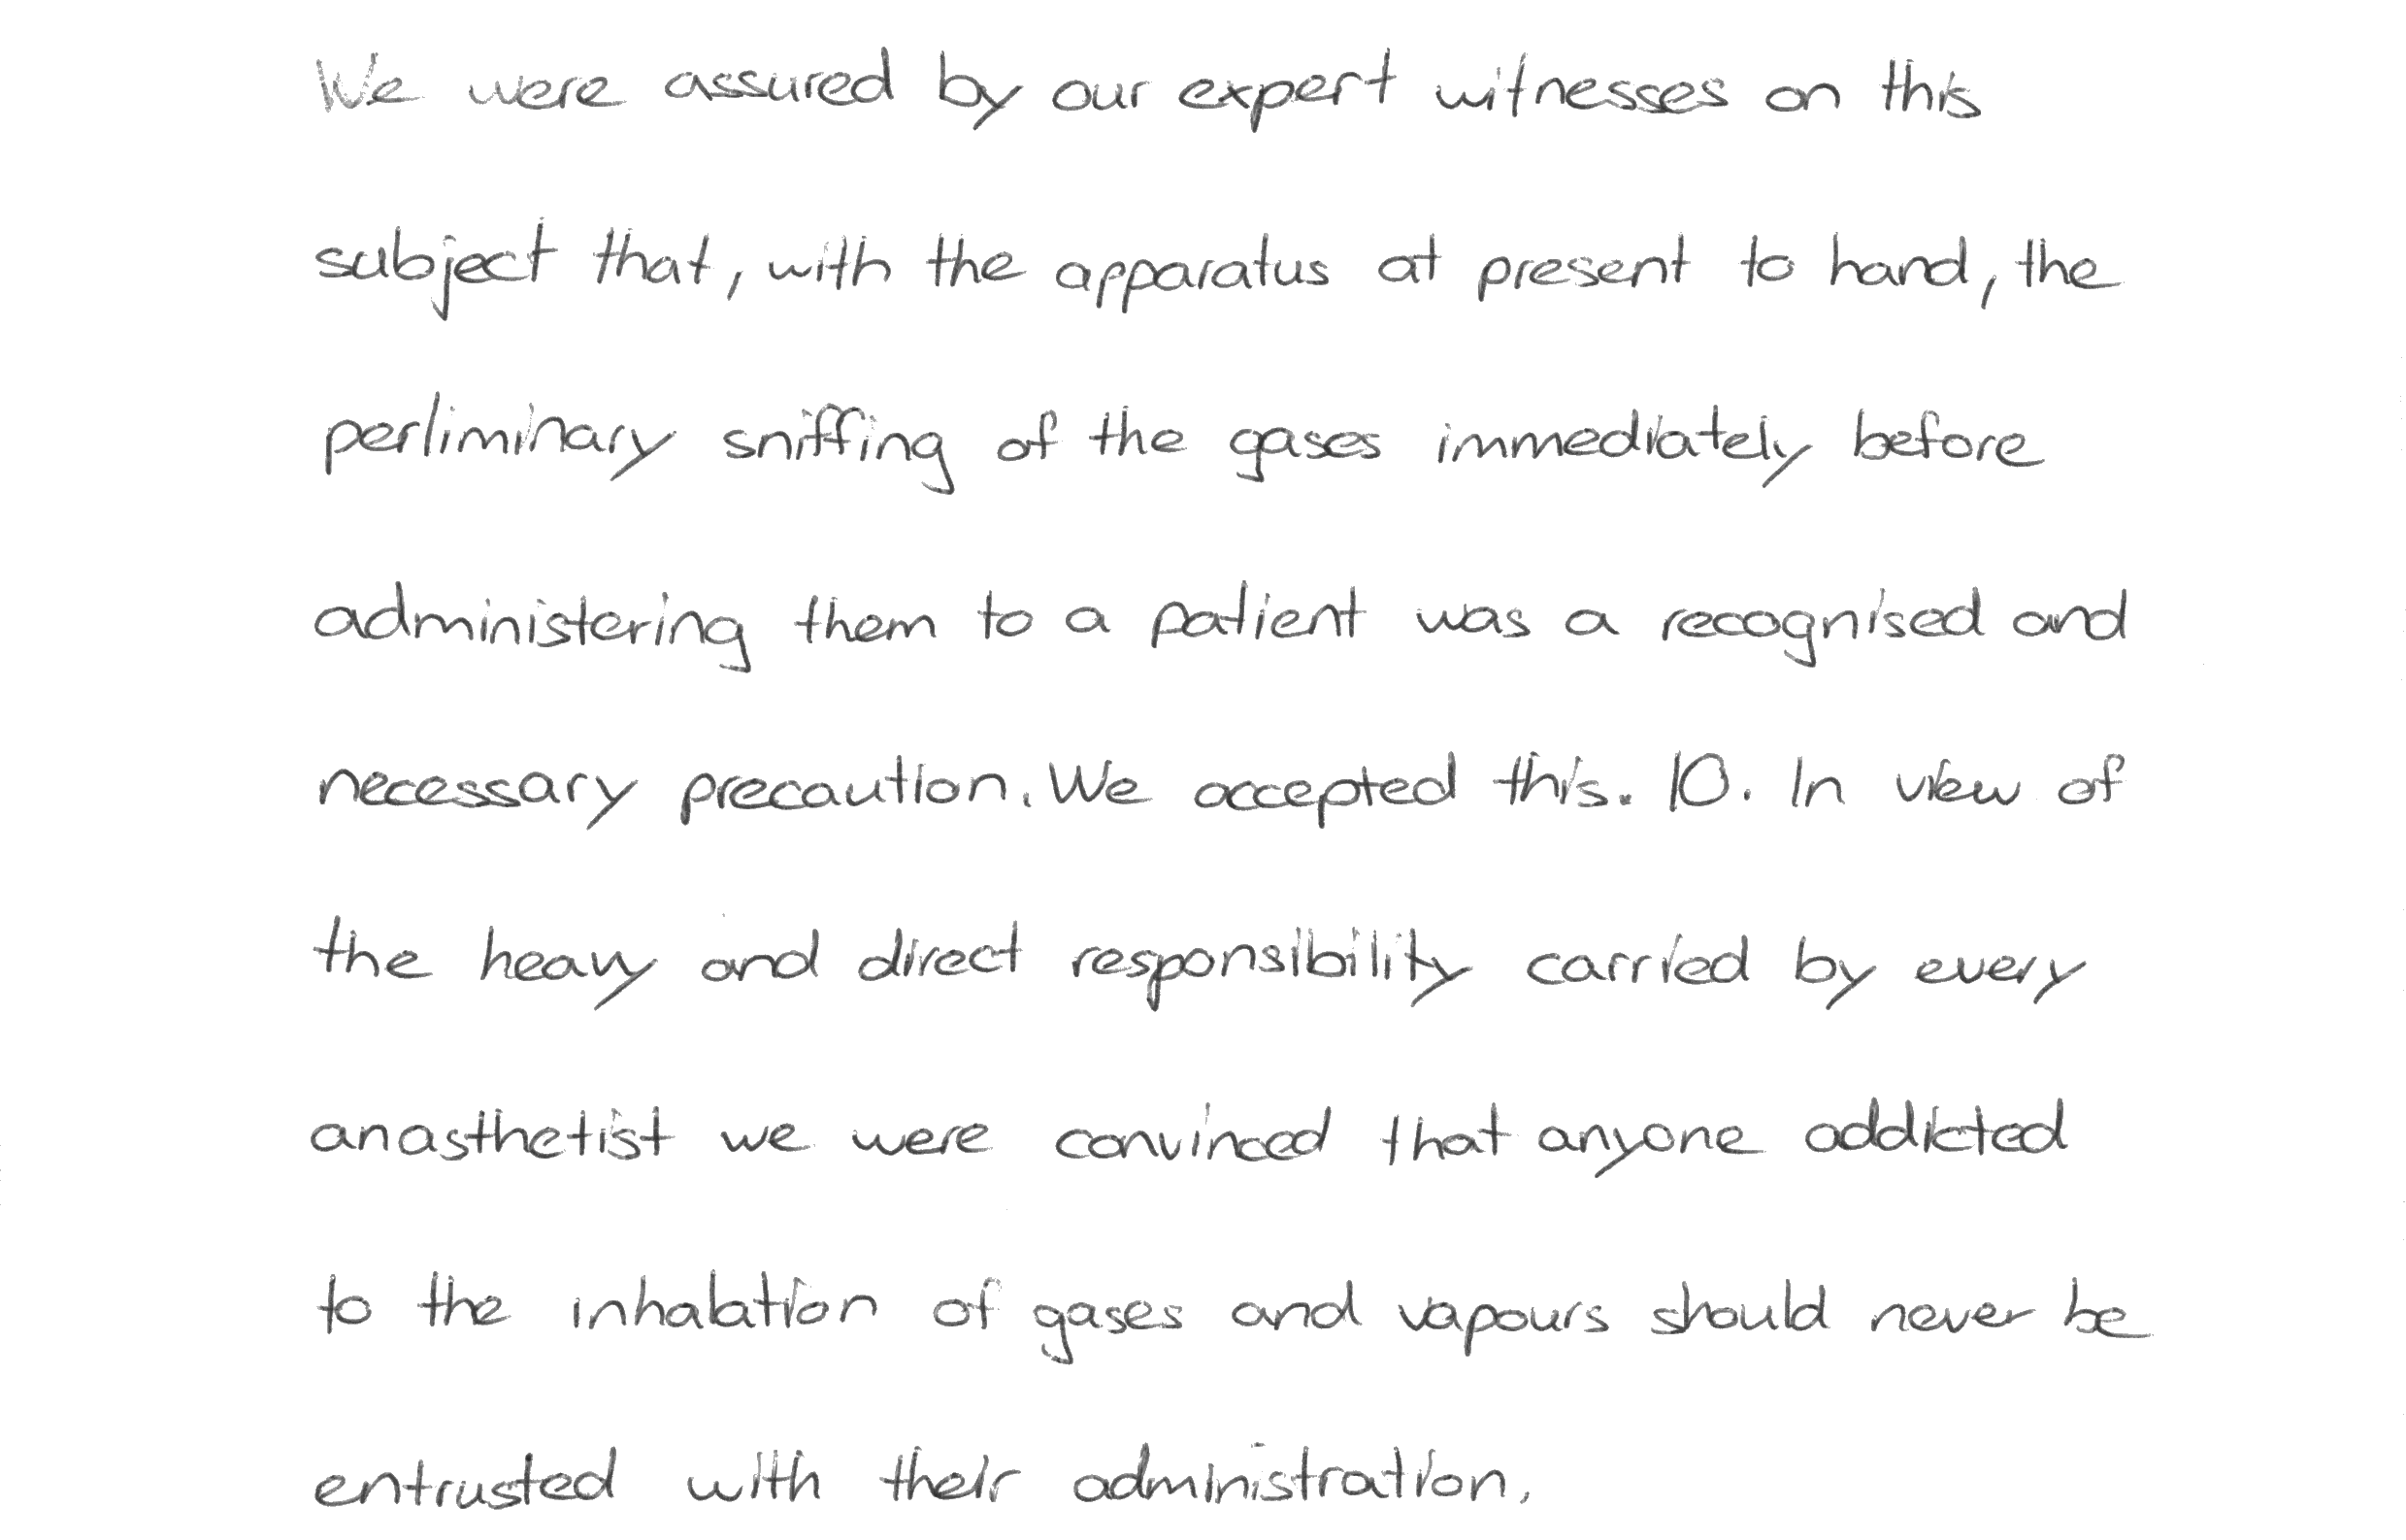 We were assured by our expert witnesses on this
subject that, with the apparatus at present to hand, the
perliminary sniffing of the gases immediately before
administering them to a patient was a recognised and
necessary precaution. We accepted this. 10. In view of
the heavy and direct responsibility carried by every
anasthetist we were convinced that anyone addicted
to the inhalation of gases and vapours should never be
entrusted with their administration.